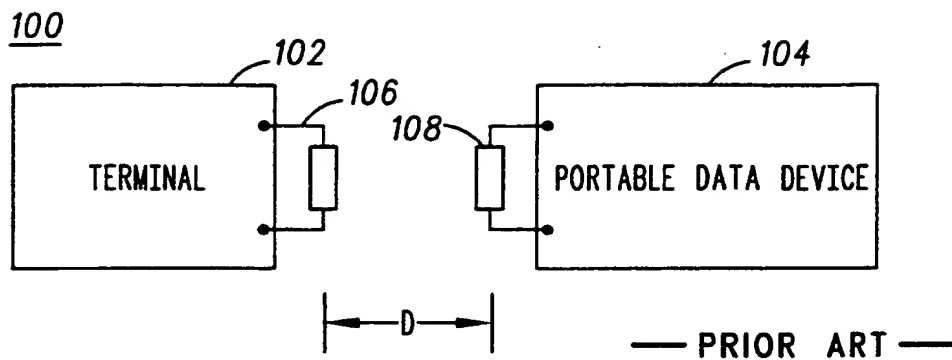 100
102
104
106
108
TERMINAL
PORTABLE DATA DEVICE
D
PRIOR ART